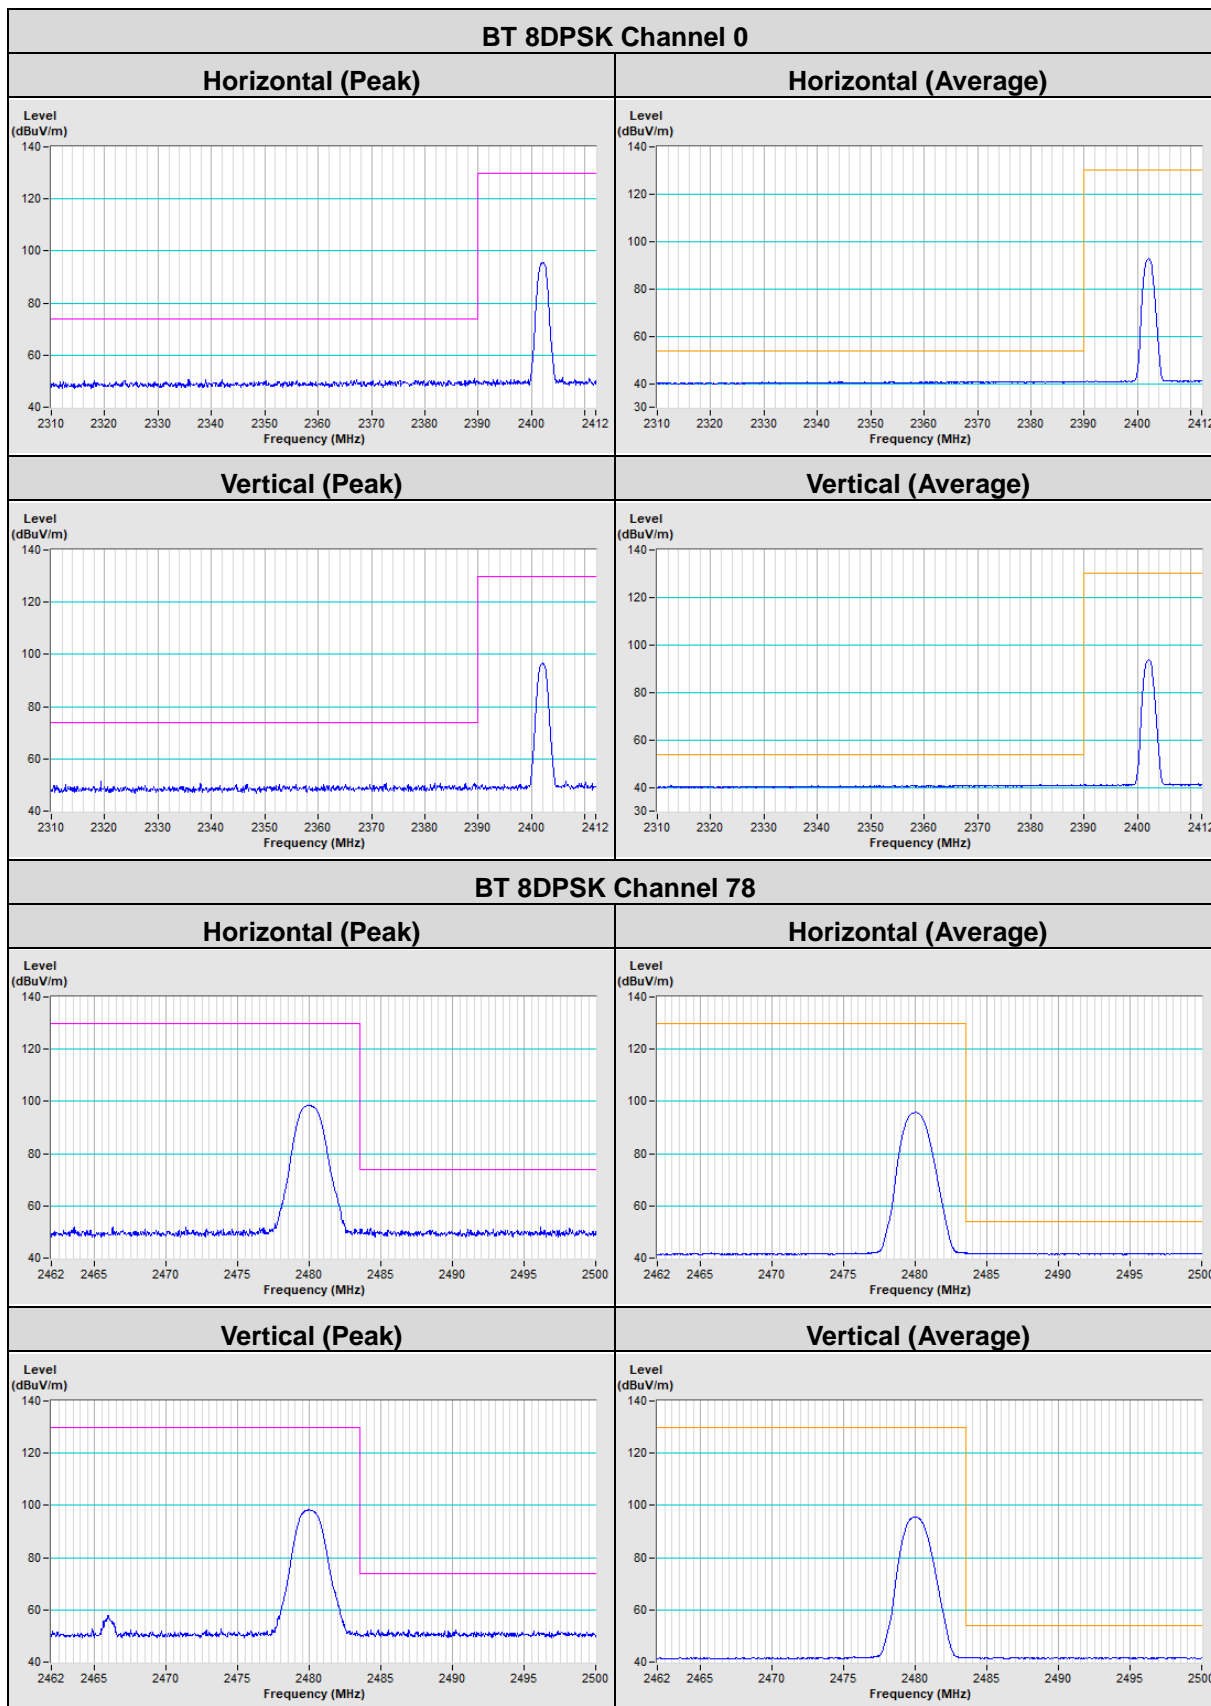 BT 8DPSK Channel 0
Horizontal (Peak)
Horizontal (Average)
Level
(dBuV/m)
140
120
100
80
60
40
2310 2320 2330 2340 2350 2360 2370 2380 2390 2400 2412
Frequency (MHz)
Level
(dBuV/m)
140
120
100
80
60
40
30
2310 2320 2330 2340 2350 2360 2370 2380 2390 2400 2412
Frequency (MHz)
Vertical (Peak)
Vertical (Average)
Level
(dBuV/m)
140
120
100
80
60
40
2310 2320 2330 2340 2350 2360 2370 2380 2390 2400 2412
Frequency (MHz)
Level
(dBuV/m)
140
120
100
80
60
40
30
2310 2320 2330 2340 2350 2360 2370 2380 2390 2400 2412
Frequency (MHz)
BT 8DPSK Channel 78
Horizontal (Peak)
Horizontal (Average)
Level
(dBuV/m)
140
120
100
80
60
40
2462 2465 2470 2475 2480 2485 2490 2495 2500
Frequency (MHz)
Level
(dBuV/m)
140
120
100
80
60
40
2462 2465 2470 2475 2480 2485 2490 2495 2500
Frequency (MHz)
Vertical (Peak)
Vertical (Average)
Level
(dBuV/m)
140
120
100
80
60
40
2462 2465 2470 2475 2480 2485 2490 2495 2500
Frequency (MHz)
Level
(dBuV/m)
140
120
100
80
60
40
2462 2465 2470 2475 2480 2485 2490 2495 2500
Frequency (MHz)